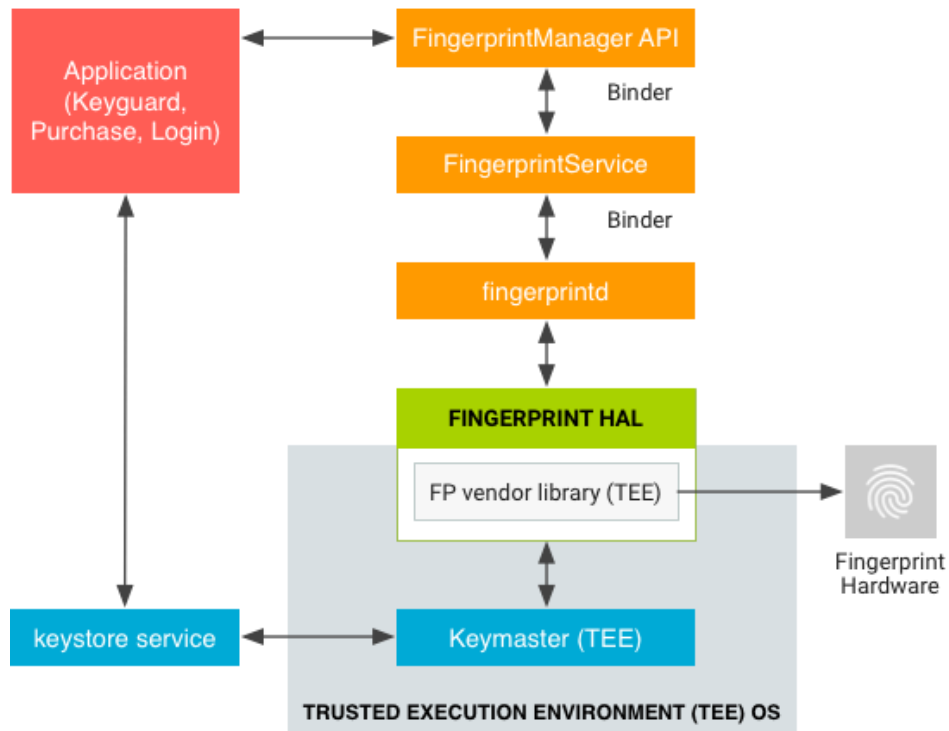 Application
(Keyguard,
Purchase, Login)
FingerprintManager API
Binder
FingerprintService
Binder
fingerprintd
FINGERPRINT HAL
FP vendor library (TEE)
Fingerprint
Hardware
keystore service
Keymaster (TEE)
TRUSTED EXECUTION ENVIRONMENT (TEE) OS